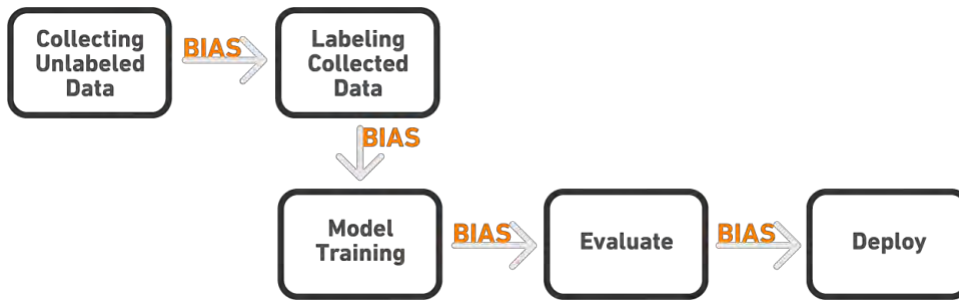 Collecting
Unlabeled
Data
BIAS
Labeling
Collected
Data
BIAS
Model
Training
BIAS
Evaluate
BIAS
Deploy